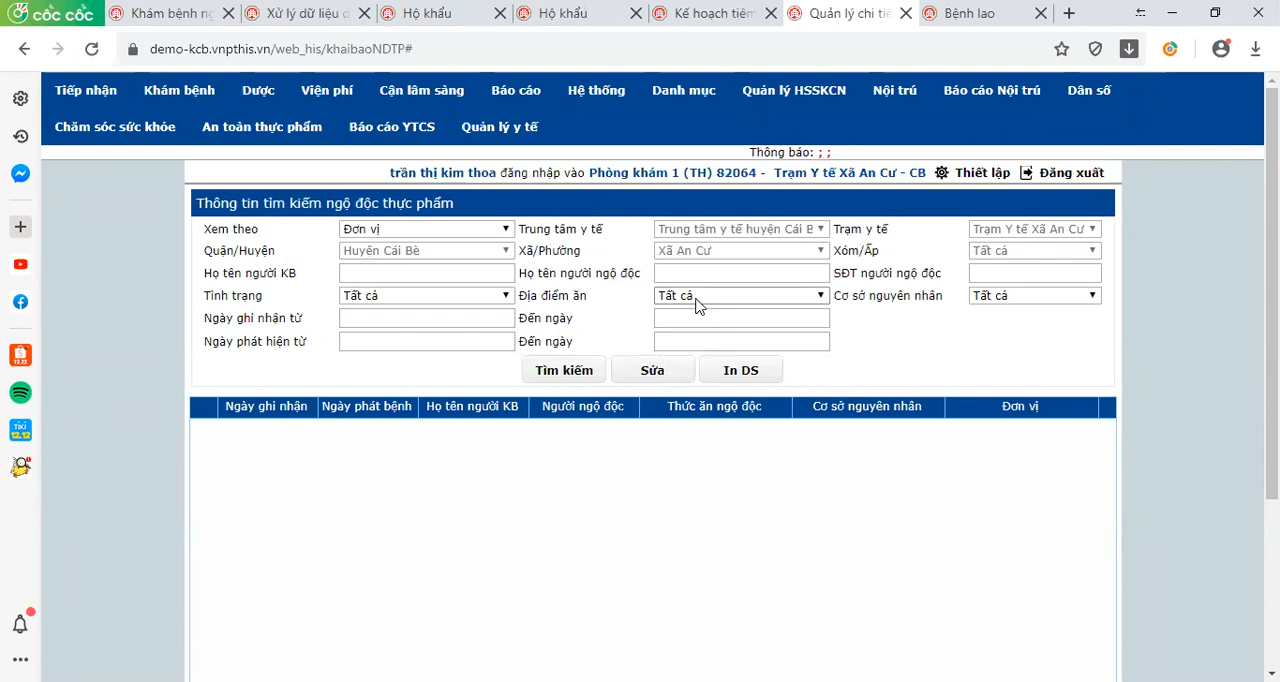 cốc cốc Khám bệnh ng Xử lý dữ liệu d Hộ khẩu Hộ khẩu Kế hoạch tiêm Quản lý chi tiê Bệnh lao
demo-kcb.vnpthis.vn/web_his/khaibaoNDTP#
Tiếp nhận Khám bệnh Dược Viện phí Cận lâm sàng Báo cáo Hệ thống Danh mục Quản lý HSSKCN Nội trú Báo cáo Nội trú Dân số
Chăm sóc sức khỏe An toàn thực phẩm Báo cáo YTCS Quản lý y tế
Thông báo: ; ;
trần thị kim thoa đăng nhập vào Phòng khám 1 (TH) 82064 - Trạm Y tế Xã An Cư - CB Thiết lập Đăng xuất
Thông tin tìm kiếm ngộ độc thực phẩm
Xem theo Đơn vị Trung tâm y tế Trung tâm y tế huyện Cái B Trạm y tế Trạm Y tế Xã An Cư
Quận/Huyện Huyện Cái Bè Xã/Phường Xã An Cư Xóm/Ấp Tất cả
Họ tên người KB Họ tên người ngộ độc SĐT người ngộ độc
Tình trạng Tất cả Địa điểm ăn Tất cả Cơ sở nguyên nhân Tất cả
Ngày ghi nhận từ Đến ngày
Ngày phát hiện từ Đến ngày
Tìm kiếm Sửa In DS
Ngày ghi nhận Ngày phát bệnh Họ tên người KB Người ngộ độc Thức ăn ngộ độc Cơ sở nguyên nhân Đơn vị